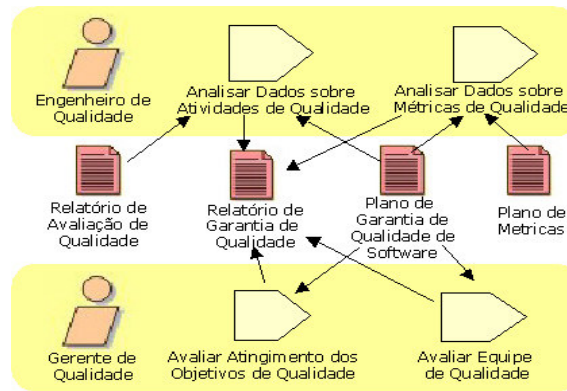 Engenheiro de
Qualidade
Analisar Dados sobre
Atividades de Qualidade
Analisar Dados sobre
Métricas de Qualidade
Relatório de
Avaliação de
Qualidade
Relatório de
Garantia de
Qualidade
Plano de
Garantia de
Qualidade de
Software
Plano de
Metricas
Gerente de
Qualidade
Avaliar Atingimento dos
Objetivos de Qualidade
Avaliar Equipe
de Qualidade